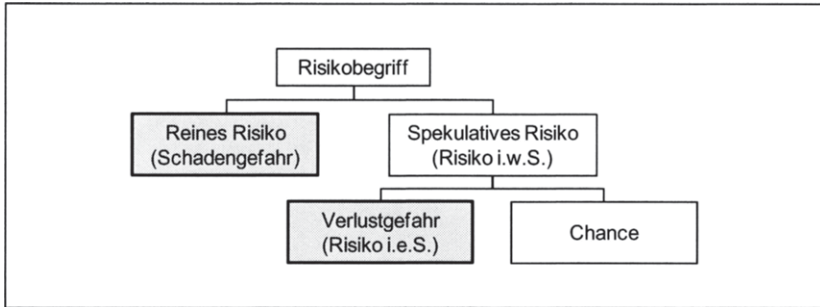 Risikobegriff
Reines Risiko
(Schadengefahr)
Spekulatives Risiko
(Risiko i.w.S.)
Verlustgefahr
(Risiko i.e.S.)
Chance